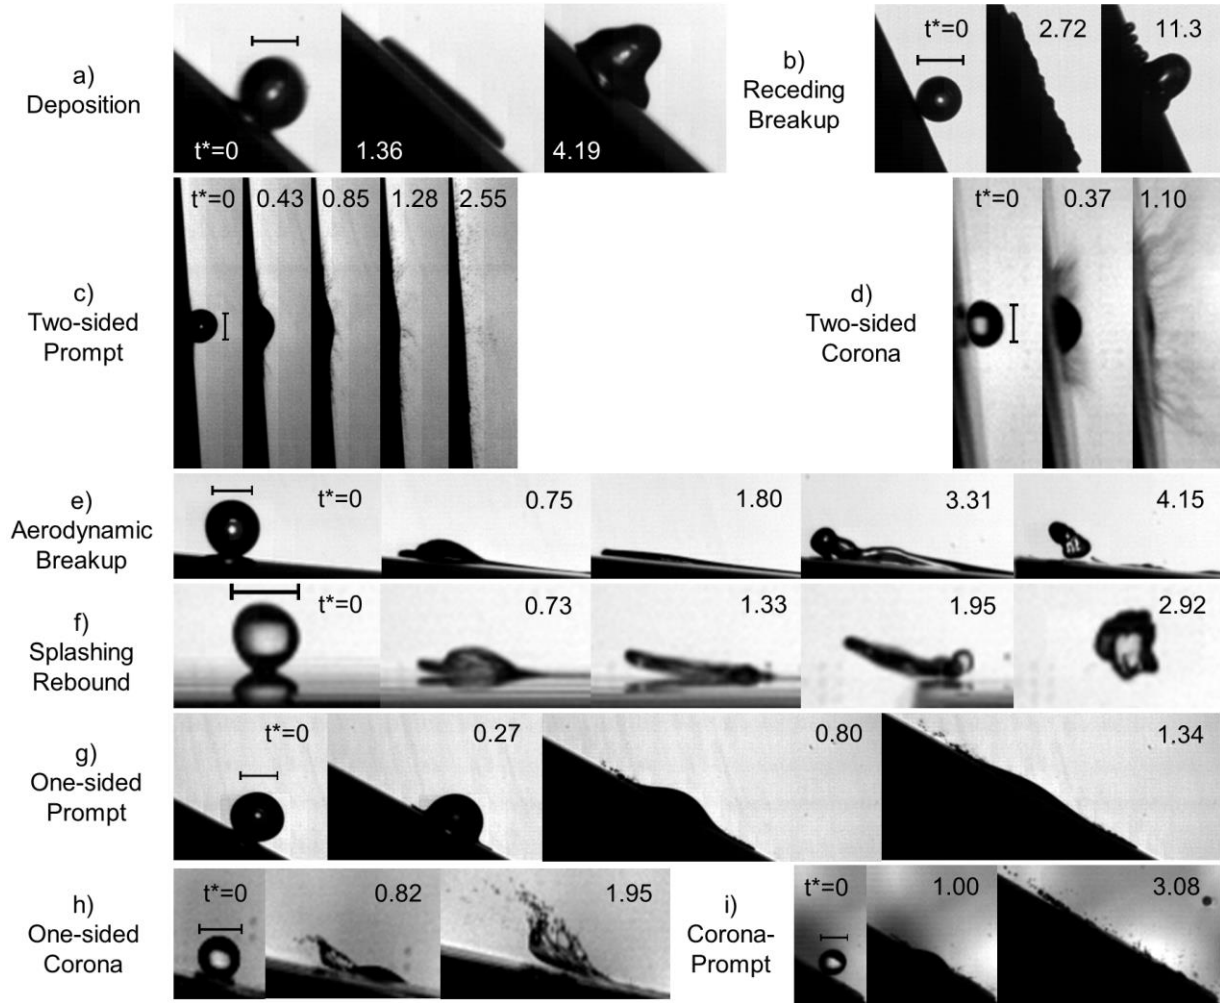 a)
Deposition
t*=0
1.36
4.19
b)
Receding
Breakup
t*=0
2.72
11.3
c)
Two-sided
Prompt
t*=0
0.43
0.85
1.28
2.55
d)
Two-sided
Corona
t*=0
0.37
1.10
e)
Aerodynamic
Breakup
t*=0
0.75
1.80
3.31
4.15
f)
Splashing
Rebound
t*=0
0.73
1.33
1.95
2.92
g)
One-sided
Prompt
t*=0
0.27
0.80
1.34
h)
One-sided
Corona
t*=0
0.82
1.95
i)
Corona-
Prompt
t*=0
1.00
3.08